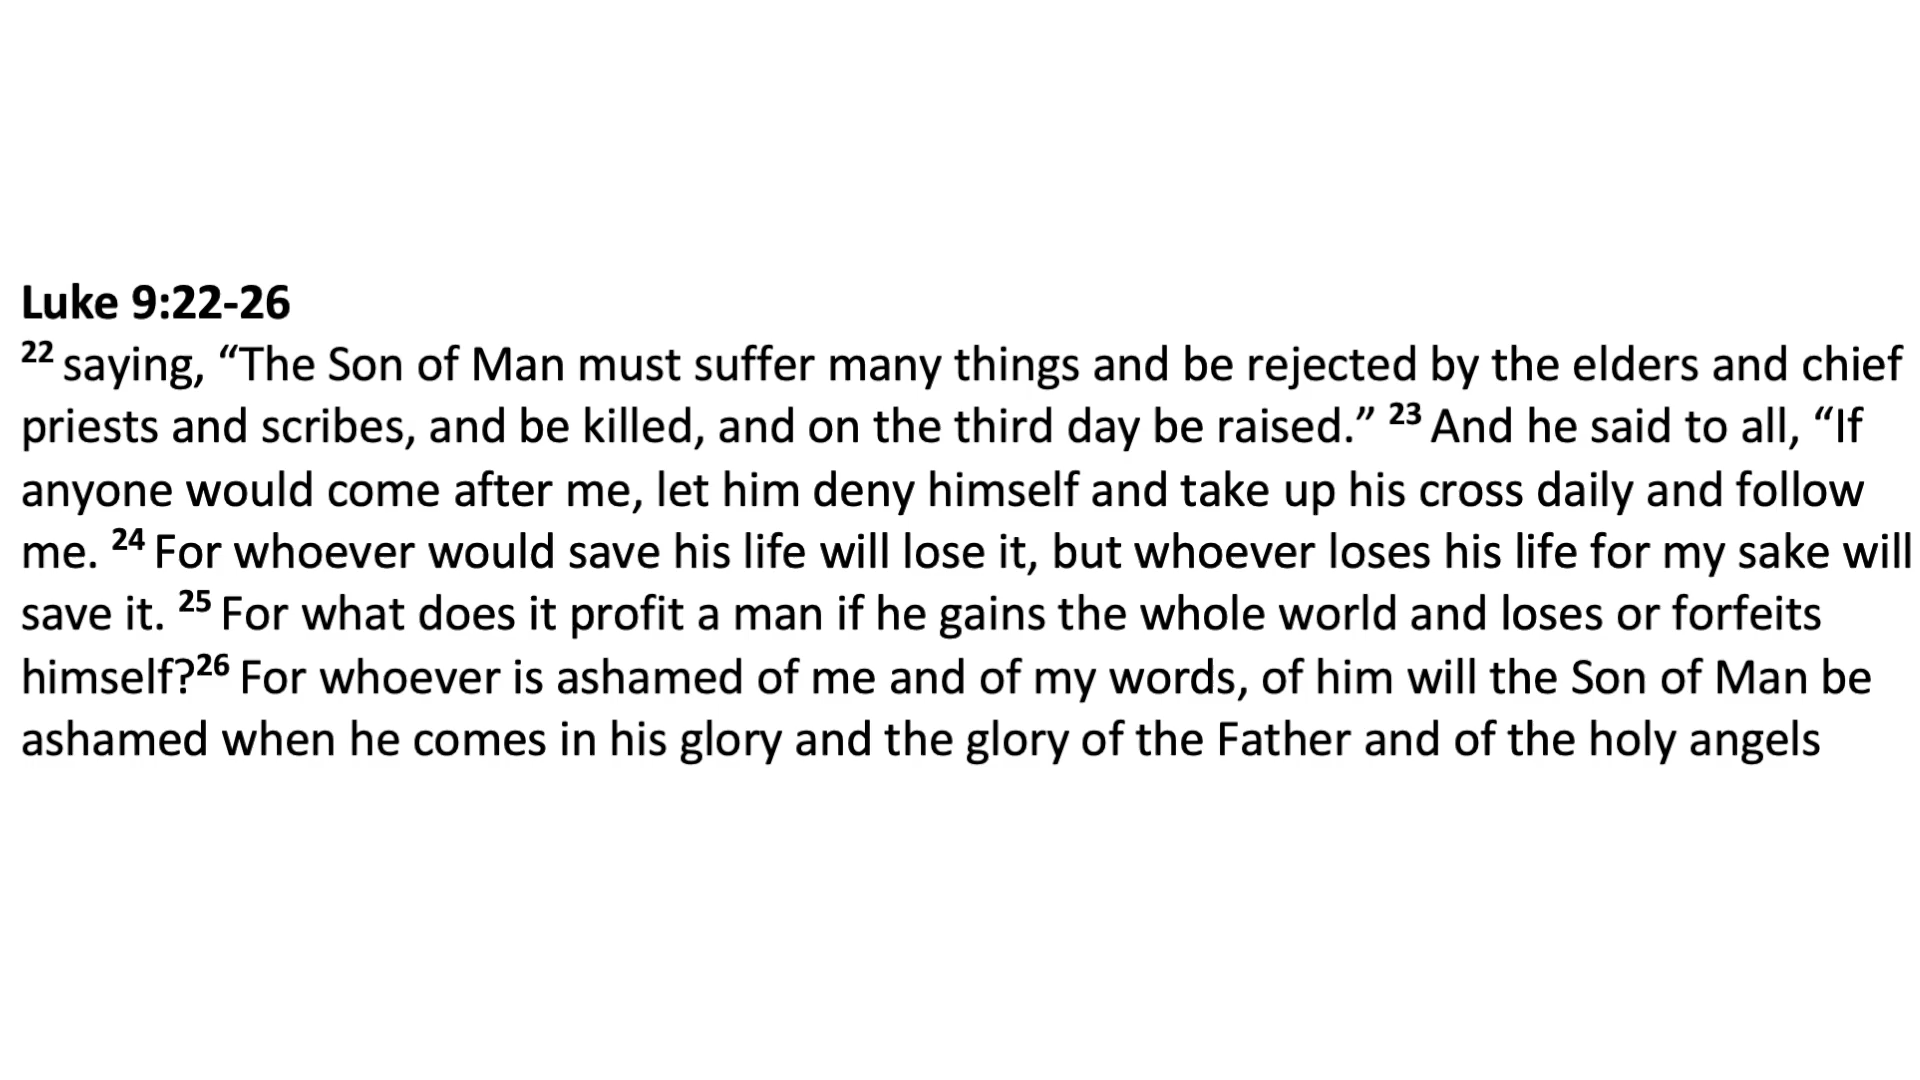 Luke 9:22-26
22 saying, “The Son of Man must suffer many things and be rejected by the elders and chief
priests and scribes, and be killed, and on the third day be raised.” 23 And he said to all, “If
anyone would come after me, let him deny himself and take up his cross daily and follow
me. 24 For whoever would save his life will lose it, but whoever loses his life for my sake will
save it. 25 For what does it profit a man if he gains the whole world and loses or forfeits
himself?26 For whoever is ashamed of me and of my words, of him will the Son of Man be
ashamed when he comes in his glory and the glory of the Father and of the holy angels